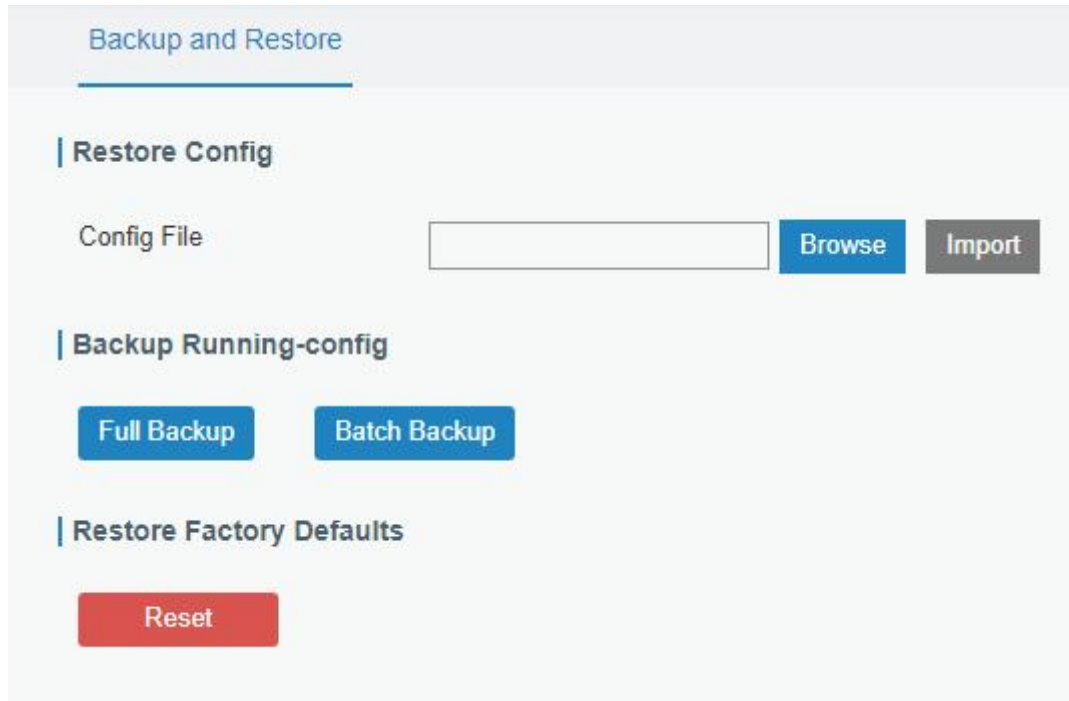 Backup and Restore
Restore Config
Config File Browse Import
Backup Running-config
Full Backup Batch Backup
Restore Factory Defaults
Reset